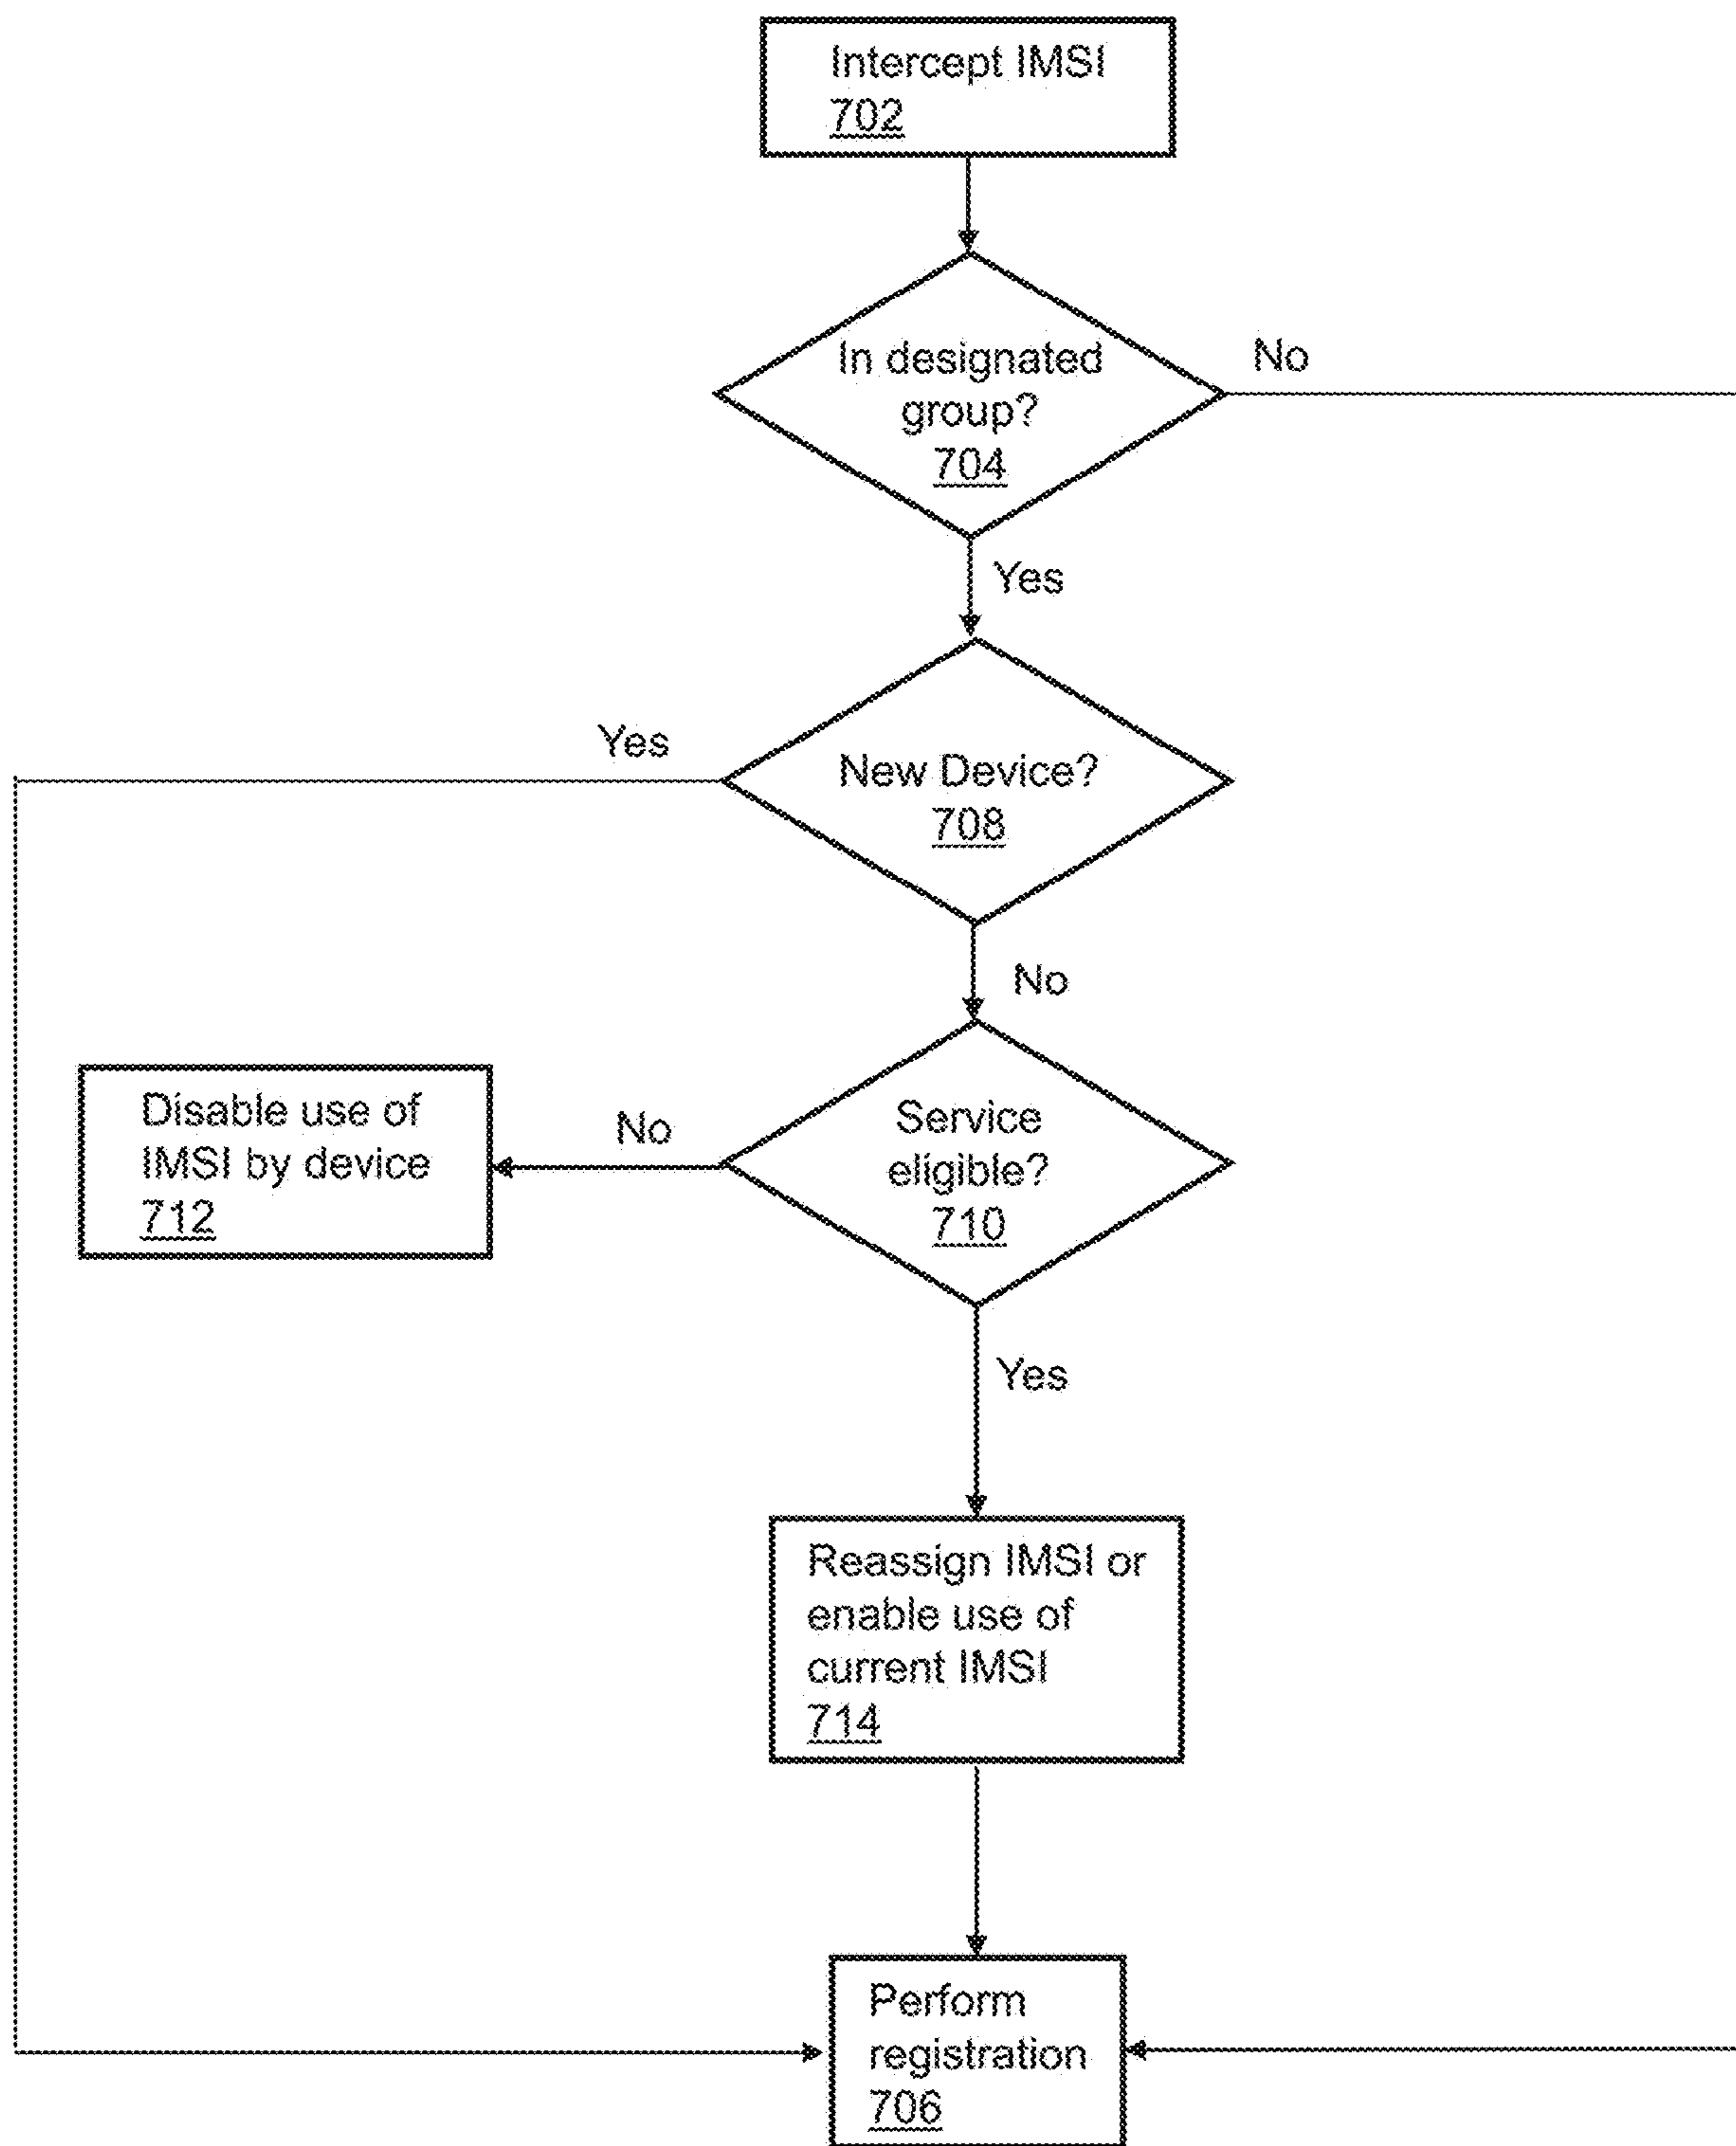 Intercept IMSI
702
In designated
group?
704
No
Yes
Yes
New Device?
708
No
Disable use of
IMSI by device
712
No
Service
eligible?
710
Yes
Reassign IMSI or
enable use of
current IMSI
714
Perform
registration
706